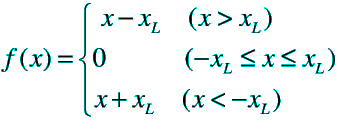 x − x_L (x > x_L)
f(x) = { 0 (−x_L ≤ x ≤ x_L)
x + x_L (x < −x_L)